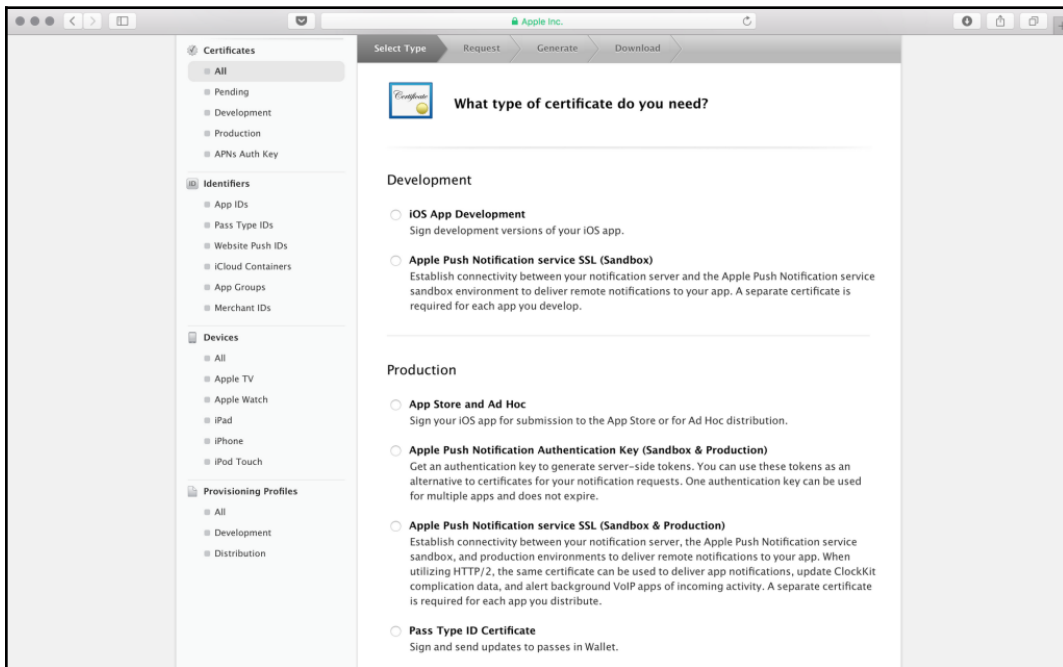 Apple Inc.
Certificates
All
Pending
Development
Production
APNs Auth Key
Identifiers
App IDs
Pass Type IDs
Website Push IDs
iCloud Containers
App Groups
Merchant IDs
Devices
All
Apple TV
Apple Watch
iPad
iPhone
iPod Touch
Provisioning Profiles
All
Development
Distribution
Select Type Request Generate Download
Certificate
What type of certificate do you need?
Development
iOS App Development
Sign development versions of your iOS app.
Apple Push Notification service SSL (Sandbox)
Establish connectivity between your notification server and the Apple Push Notification service
sandbox environment to deliver remote notifications to your app. A separate certificate is
required for each app you develop.
Production
App Store and Ad Hoc
Sign your iOS app for submission to the App Store or for Ad Hoc distribution.
Apple Push Notification Authentication Key (Sandbox & Production)
Get an authentication key to generate server-side tokens. You can use these tokens as an
alternative to certificates for your notification requests. One authentication key can be used
for multiple apps and does not expire.
Apple Push Notification service SSL (Sandbox & Production)
Establish connectivity between your notification server, the Apple Push Notification service
sandbox, and production environments to deliver remote notifications to your app. When
utilizing HTTP/2, the same certificate can be used to deliver app notifications, update ClockKit
complication data, and alert background VoIP apps of incoming activity. A separate certificate
is required for each app you distribute.
Pass Type ID Certificate
Sign and send updates to passes in Wallet.